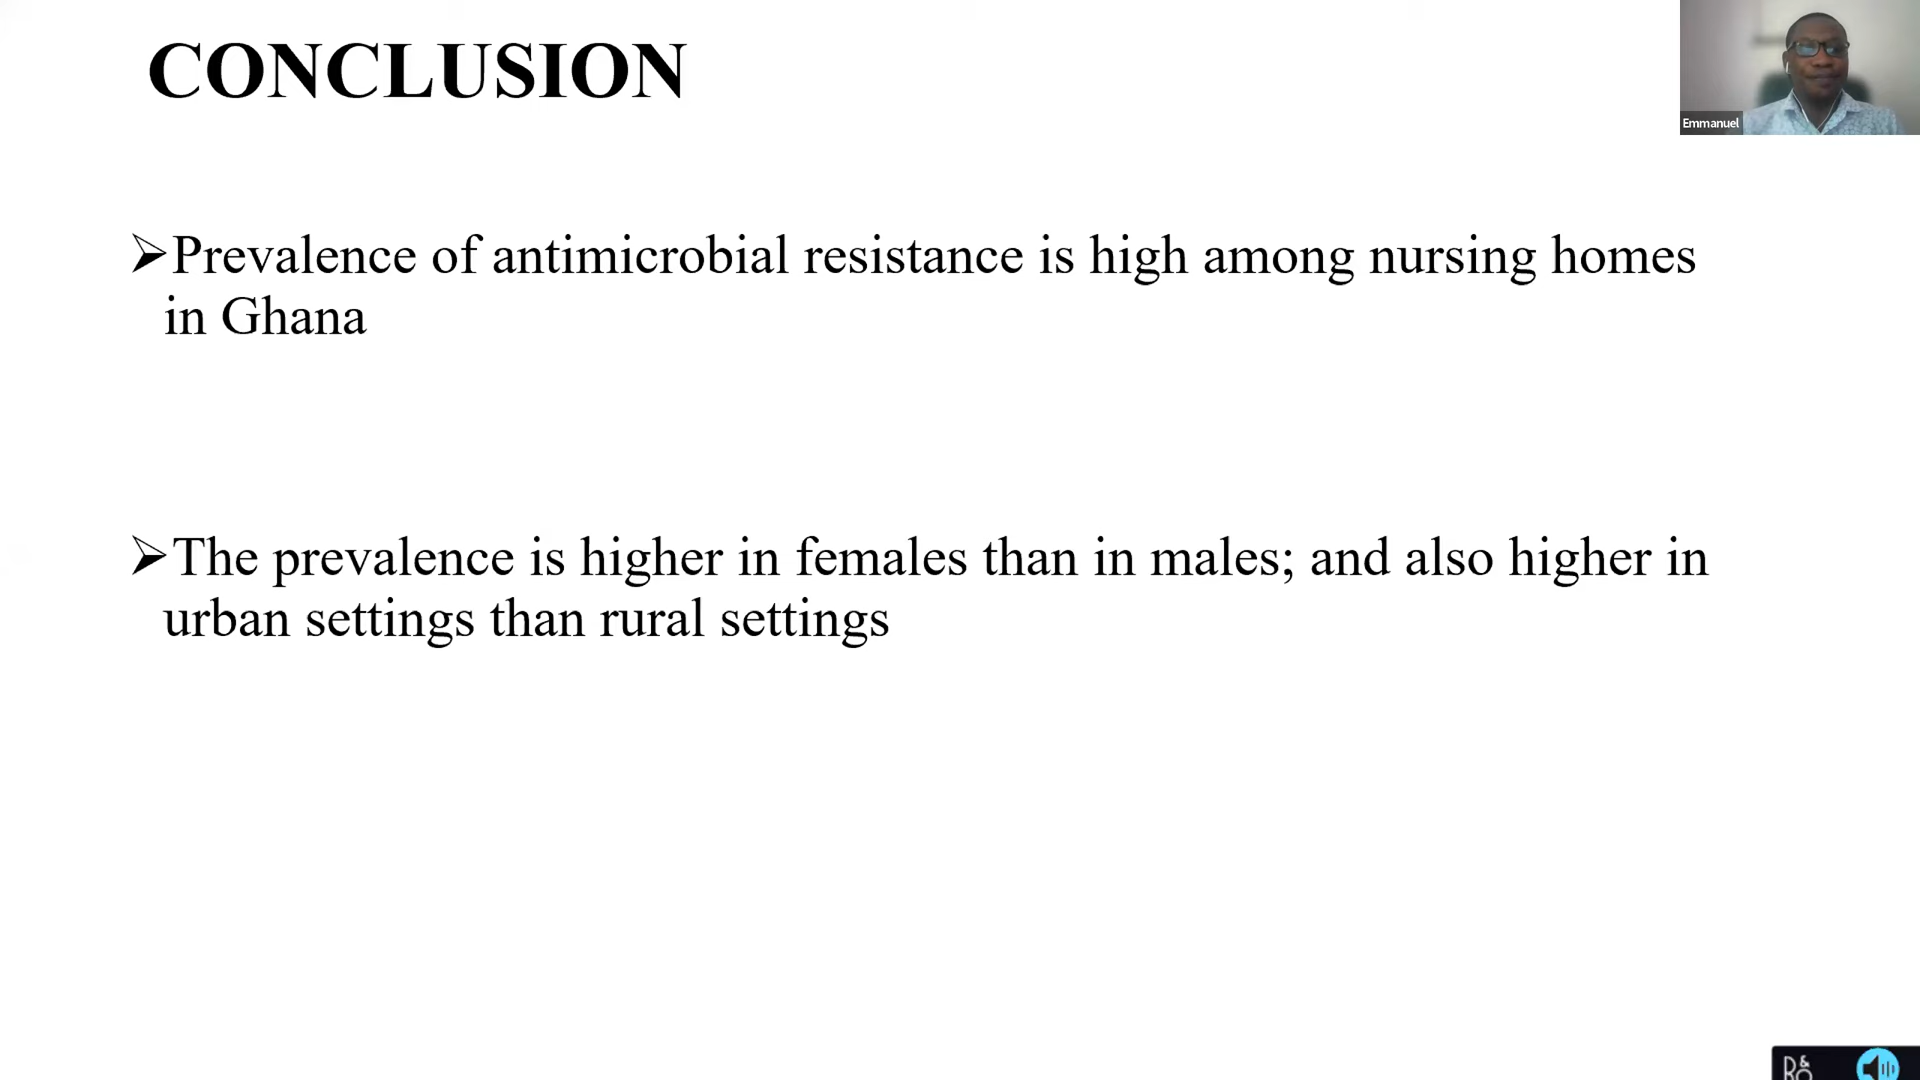 CONCLUSION
Emmanuel
➢Prevalence of antimicrobial resistance is high among nursing homes
in Ghana
➢The prevalence is higher in females than in males; and also higher in
urban settings than rural settings